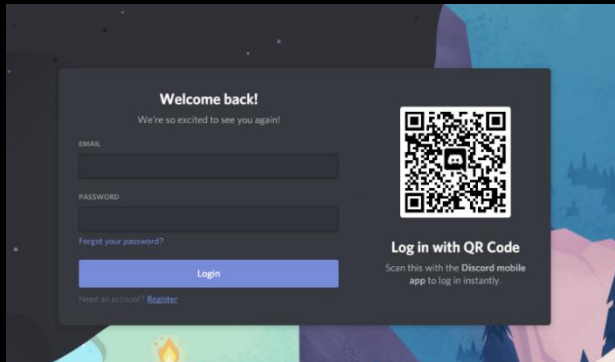 Welcome back!
We're so excited to see you again!
EMAIL
PASSWORD
Forgot your password?
Login
Need an account? Register
Log in with QR Code
Scan this with the Discord mobile
app to log in instantly.